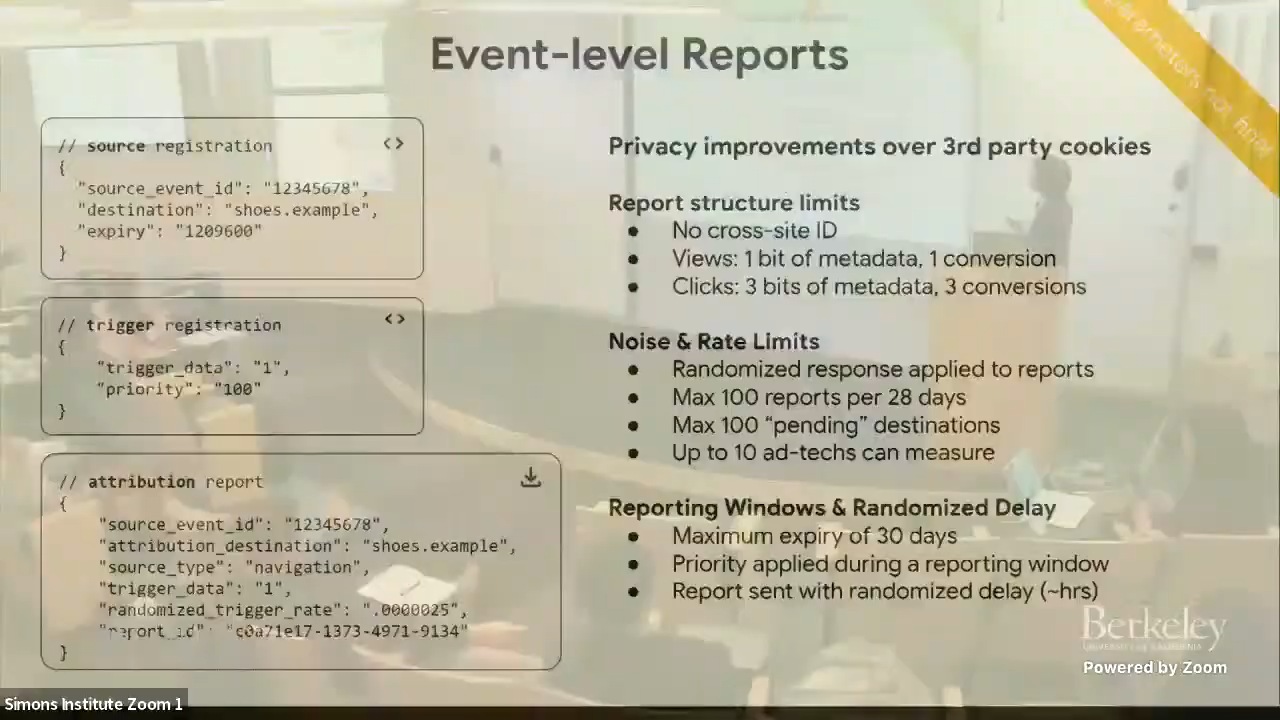 Event-level Reports
parameters not final
// source registration
<>
{
"source_event_id": "12345678",
"destination": "shoes.example",
"expiry": "1209600"
}
// trigger registration
<>
{
"trigger_data": "1",
"priority": "100"
}
// attribution report
{
"source_event_id": "12345678",
"attribution_destination": "shoes.example",
"source_type": "navigation",
"trigger_data": "1",
"randomized_trigger_rate": ".0000025",
"report_id": "c0a71e17-1373-4971-9134"
}
Privacy improvements over 3rd party cookies
Report structure limits
● No cross-site ID
● Views: 1 bit of metadata, 1 conversion
● Clicks: 3 bits of metadata, 3 conversions
Noise & Rate Limits
● Randomized response applied to reports
● Max 100 reports per 28 days
● Max 100 “pending” destinations
● Up to 10 ad-techs can measure
Reporting Windows & Randomized Delay
● Maximum expiry of 30 days
● Priority applied during a reporting window
● Report sent with randomized delay (~hrs)
Berkeley
UNIVERSITY OF CALIFORNIA
Powered by Zoom
Simons Institute Zoom 1